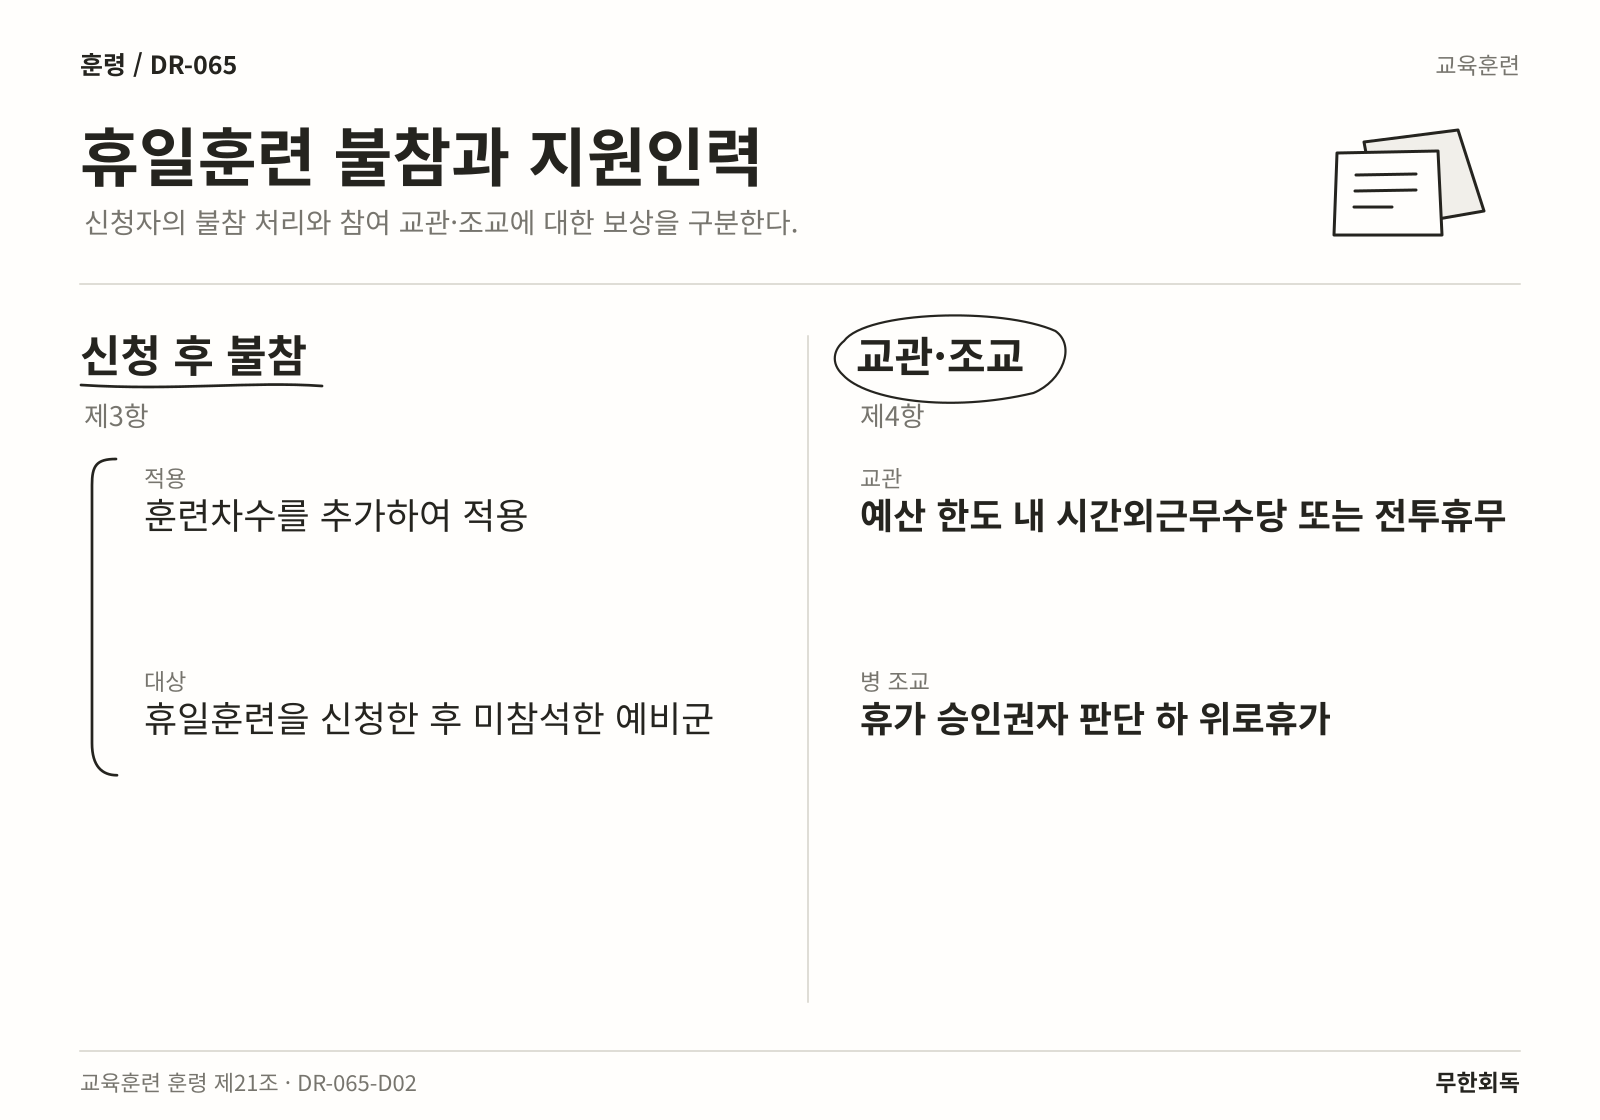 훈령 / DR-065
교육훈련
휴일훈련 불참과 지원인력
신청자의 불참 처리와 참여 교관·조교에 대한 보상을 구분한다.
신청 후 불참
제3항
적용
훈련차수를 추가하여 적용
대상
휴일훈련을 신청한 후 미참석한 예비군
교관·조교
제4항
교관
예산 한도 내 시간외근무수당 또는 전투휴무
병 조교
휴가 승인권자 판단 하 위로휴가
교육훈련 훈령 제21조 · DR-065-D02
무한회독